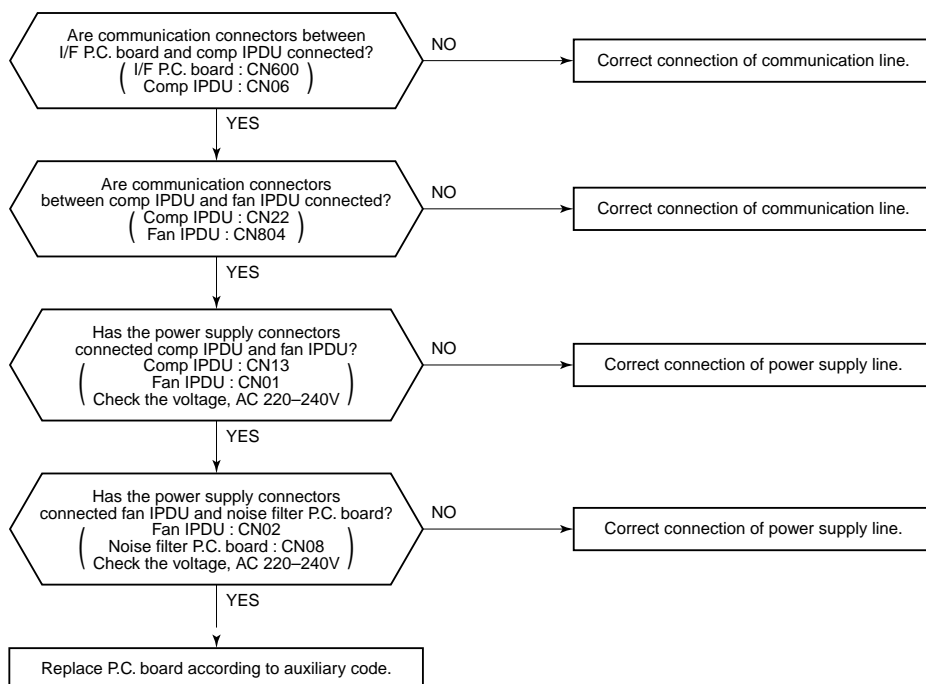 Are communication connectors between
I/F P.C. board and comp IPDU connected?
( I/F P.C. board : CN600
Comp IPDU : CN06 )
NO
Correct connection of communication line.
YES
Are communication connectors
between comp IPDU and fan IPDU connected?
( Comp IPDU : CN22
Fan IPDU : CN804 )
NO
Correct connection of communication line.
YES
Has the power supply connectors
connected comp IPDU and fan IPDU?
( Comp IPDU : CN13
Fan IPDU : CN01
Check the voltage, AC 220–240V )
NO
Correct connection of power supply line.
YES
Has the power supply connectors
connected fan IPDU and noise filter P.C. board?
( Fan IPDU : CN02
Noise filter P.C. board : CN08
Check the voltage, AC 220–240V )
NO
Correct connection of power supply line.
YES
Replace P.C. board according to auxiliary code.